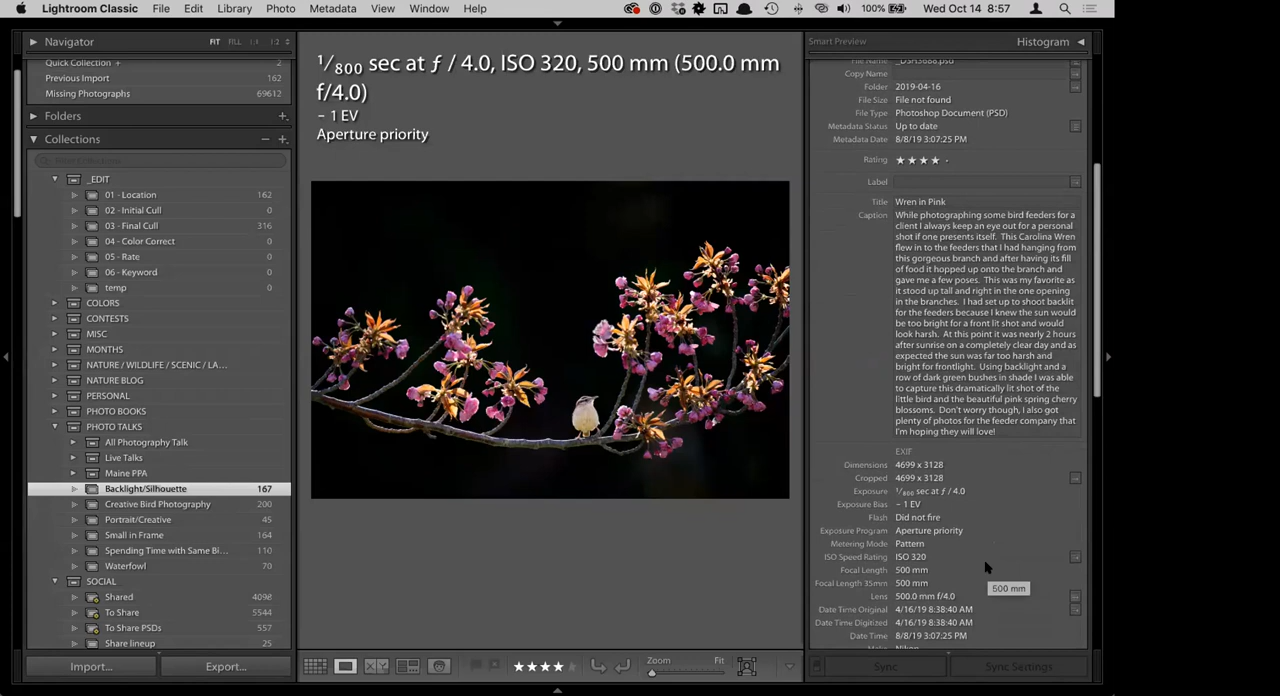 Lightroom Classic File Edit Library Photo Metadata View Window Help 100% Wed Oct 14 8:57
Navigator FIT FILL 1:1 1:2
Quick Collection + 2
Previous Import 162
Missing Photographs 69612
Folders +
Collections − +
_EDIT
01 - Location 162
02 - Initial Cull 0
03 - Final Cull 316
04 - Color Correct 0
05 - Rate 0
06 - Keyword 0
temp 0
COLORS
CONTESTS
MISC
MONTHS
NATURE / WILDLIFE / SCENIC / LA...
NATURE BLOG
PERSONAL
PHOTO BOOKS
PHOTO TALKS
All Photography Talk
Live Talks
Maine PPA
Backlight/Silhouette 167
Creative Bird Photography 200
Portrait/Creative 45
Small in Frame 164
Spending Time with Same Bi... 110
Waterfowl 70
SOCIAL
Shared 4098
To Share 5544
To Share PSDs 557
Share lineup 25
Import... Export...
1/800 sec at ƒ / 4.0, ISO 320, 500 mm (500.0 mm
f/4.0)
– 1 EV
Aperture priority
Zoom Fit
Smart Preview Histogram
File Name
Copy Name
Folder 2019-04-16
File Size File not found
File Type Photoshop Document (PSD)
Metadata Status Up to date
Metadata Date 8/8/19 3:07:25 PM
Rating ★★★★ ·
Label
Title Wren in Pink
Caption While photographing some bird feeders for a
client I always keep an eye out for a personal
shot if one presents itself. This Carolina Wren
flew in to the feeders that I had hanging from
this gorgeous branch and after having its fill
of food it hopped up onto the branch and
gave me a few poses. This was my favorite as
it stood up tall and right in the one opening
in the branches. I had set up to shoot backlit
for the feeders because I knew the sun would
be too bright for a front lit shot and would
look harsh. At this point it was nearly 2 hours
after sunrise on a completely clear day and as
expected the sun was far too harsh and
bright for frontlight. Using backlight and a
row of dark green bushes in shade I was able
to capture this dramatically lit shot of the
little bird and the beautiful pink spring cherry
blossoms. Don't worry though, I also got
plenty of photos for the feeder company that
I'm hoping they will love!
EXIF
Dimensions 4699 x 3128
Cropped 4699 x 3128
Exposure 1/800 sec at ƒ / 4.0
Exposure Bias – 1 EV
Flash Did not fire
Exposure Program Aperture priority
Metering Mode Pattern
ISO Speed Rating ISO 320
Focal Length 500 mm
Focal Length 35mm 500 mm
500 mm
Lens 500.0 mm f/4.0
Date Time Original 4/16/19 8:38:40 AM
Date Time Digitized 4/16/19 8:38:40 AM
Date Time 8/8/19 3:07:25 PM
Make Nikon
Sync Sync Settings